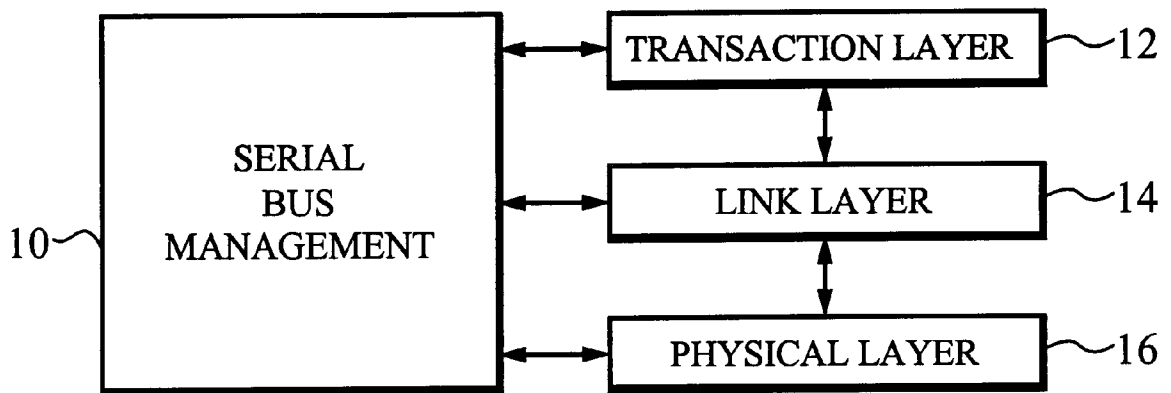 TRANSACTION LAYER
12
SERIAL
BUS
MANAGEMENT
10
LINK LAYER
14
PHYSICAL LAYER
16